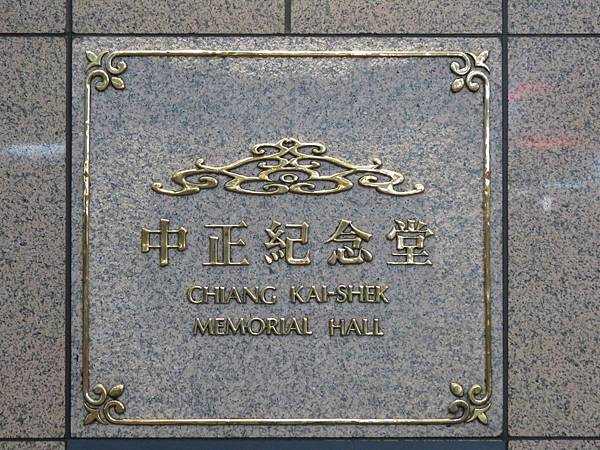 中正紀念堂
CHIANG KAI-SHEK
MEMORIAL HALL